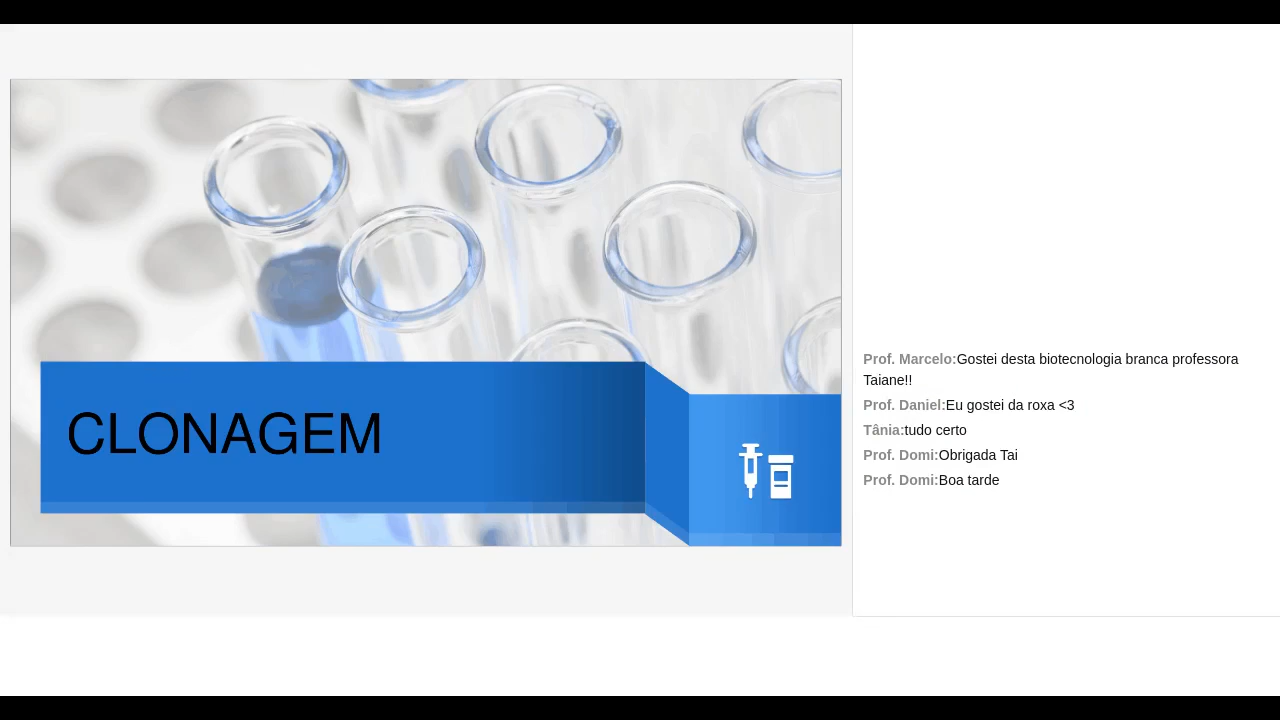 CLONAGEM
Prof. Marcelo:Gostei desta biotecnologia branca professora
Taiane!!
Prof. Daniel:Eu gostei da roxa <3
Tânia:tudo certo
Prof. Domi:Obrigada Tai
Prof. Domi:Boa tarde